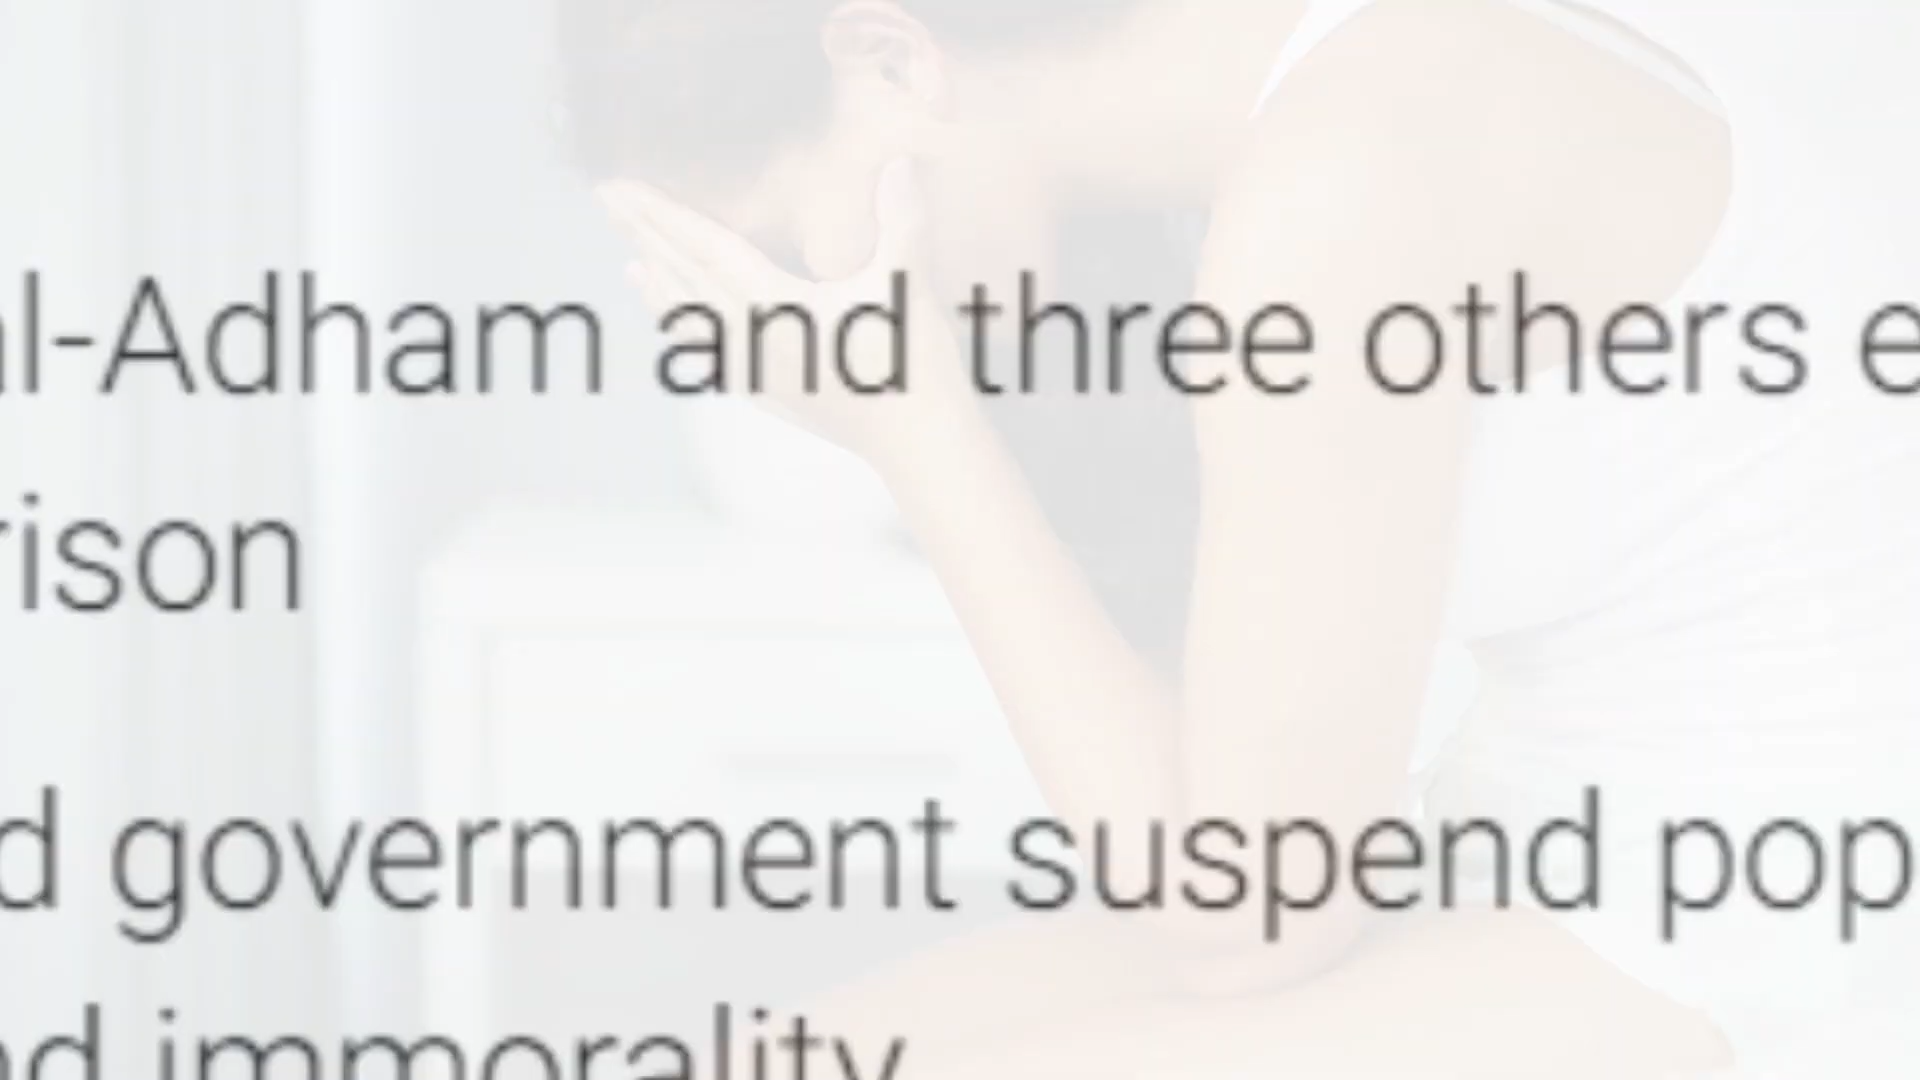 al-Adham and three others e
rison
d government suspend pop
nd immorality